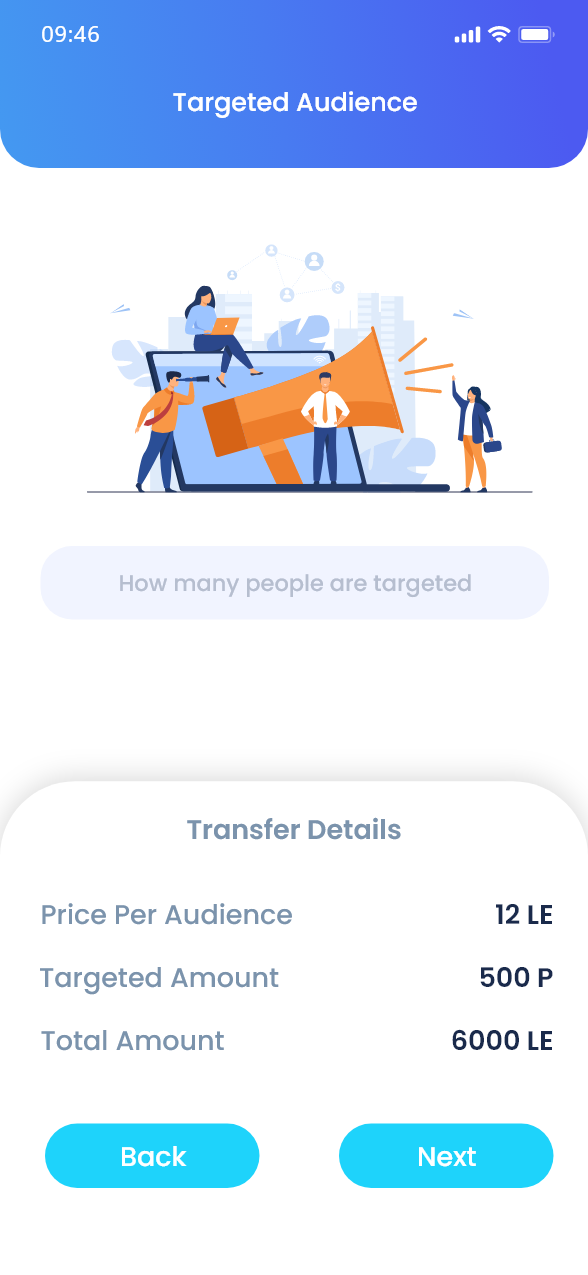 09:46
Targeted Audience
How many people are targeted
Transfer Details
Price Per Audience 12 LE
Targeted Amount 500 P
Total Amount 6000 LE
Back Next